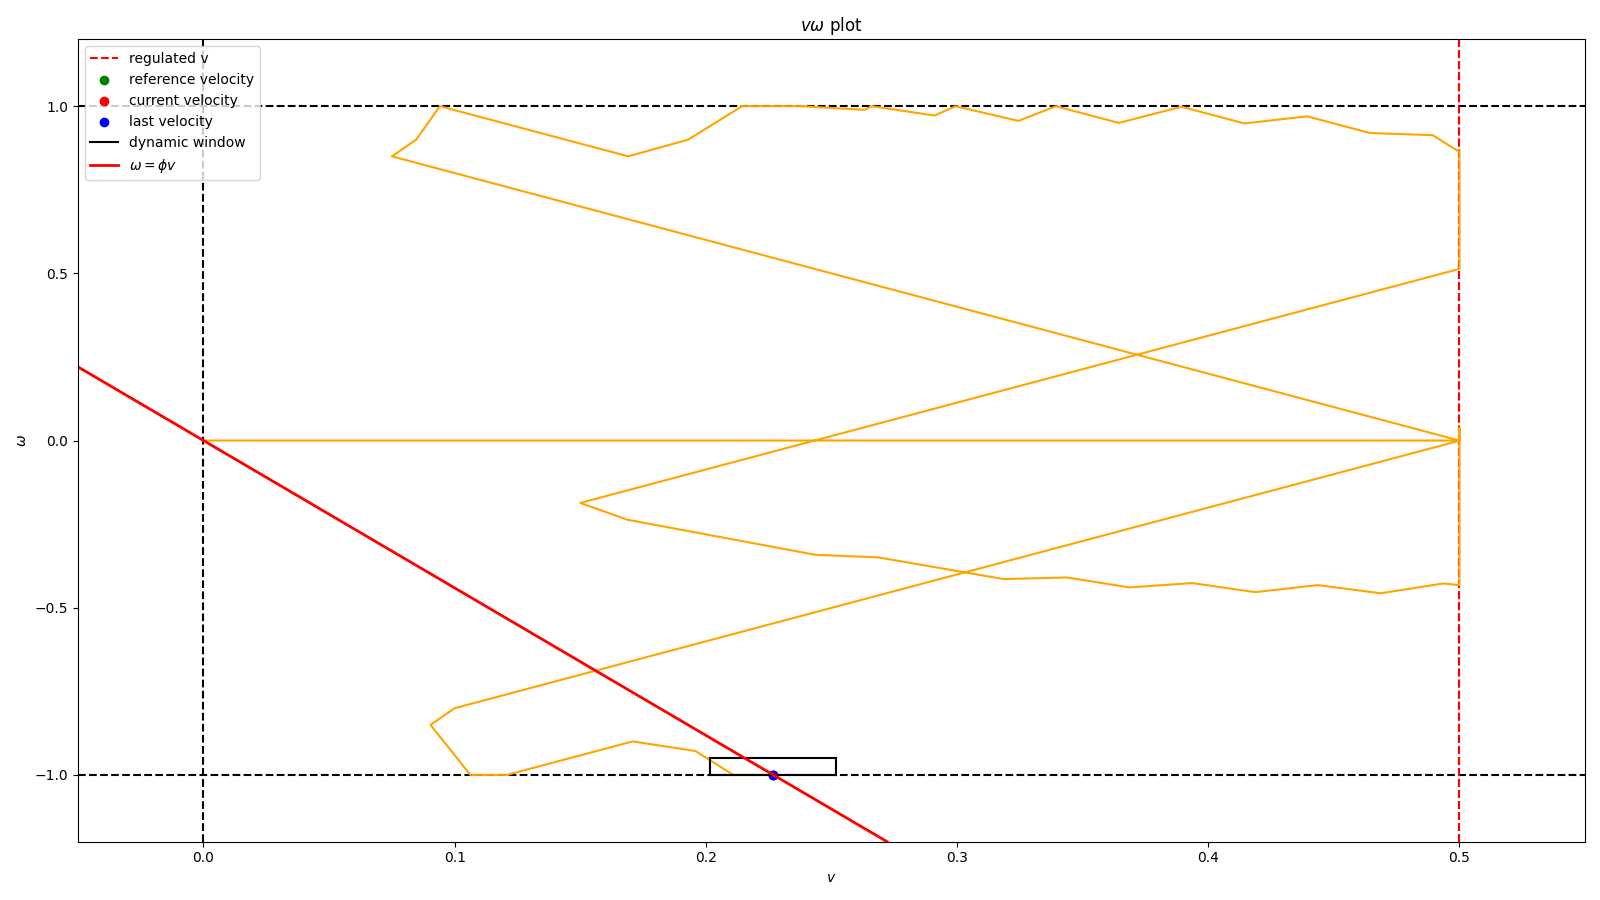 vω plot
regulated v
reference velocity
current velocity
last velocity
dynamic window
ω = ϕv
1.0
0.5
0.0
−0.5
−1.0
ω
0.0 0.1 0.2 0.3 0.4 0.5
v